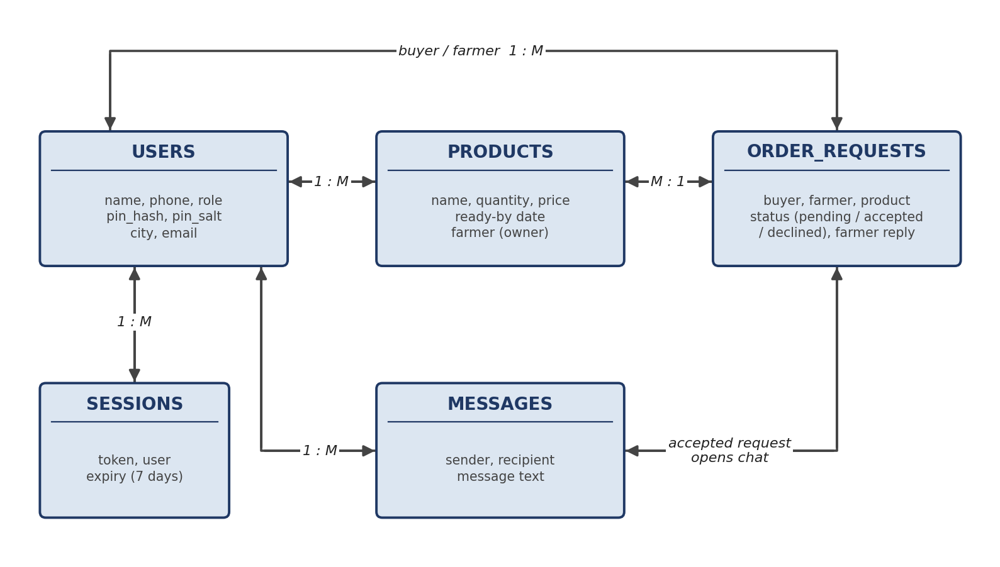 buyer / farmer  1 : M
USERS
name, phone, role
pin_hash, pin_salt
city, email
1 : M
PRODUCTS
name, quantity, price
ready-by date
farmer (owner)
M : 1
ORDER_REQUESTS
buyer, farmer, product
status (pending / accepted
/ declined), farmer reply
1 : M
SESSIONS
token, user
expiry (7 days)
1 : M
MESSAGES
sender, recipient
message text
accepted request
opens chat